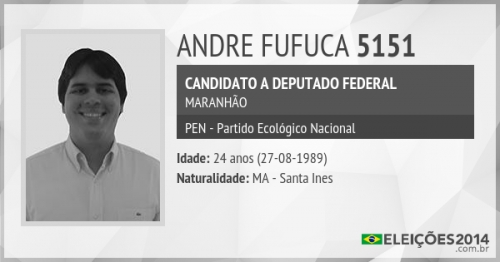 ANDRE FUFUCA 5151
CANDIDATO A DEPUTADO FEDERAL
MARANHÃO
PEN - Partido Ecológico Nacional
Idade: 24 anos (27-08-1989)
Naturalidade: MA - Santa Ines
ELEIÇÕES2014
.com.br